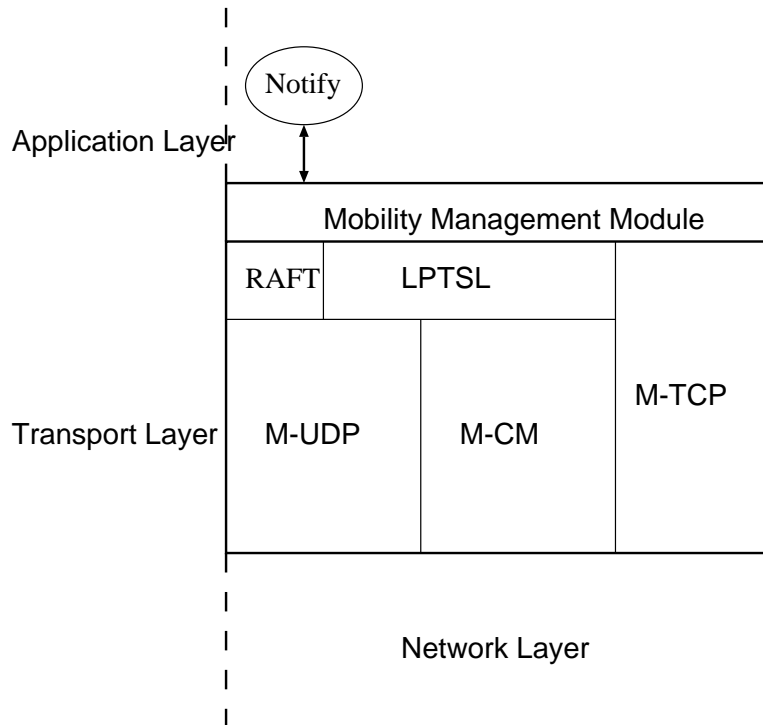 Notify
Application Layer
Mobility Management Module
RAFT
LPTSL
M-TCP
Transport Layer
M-UDP
M-CM
Network Layer